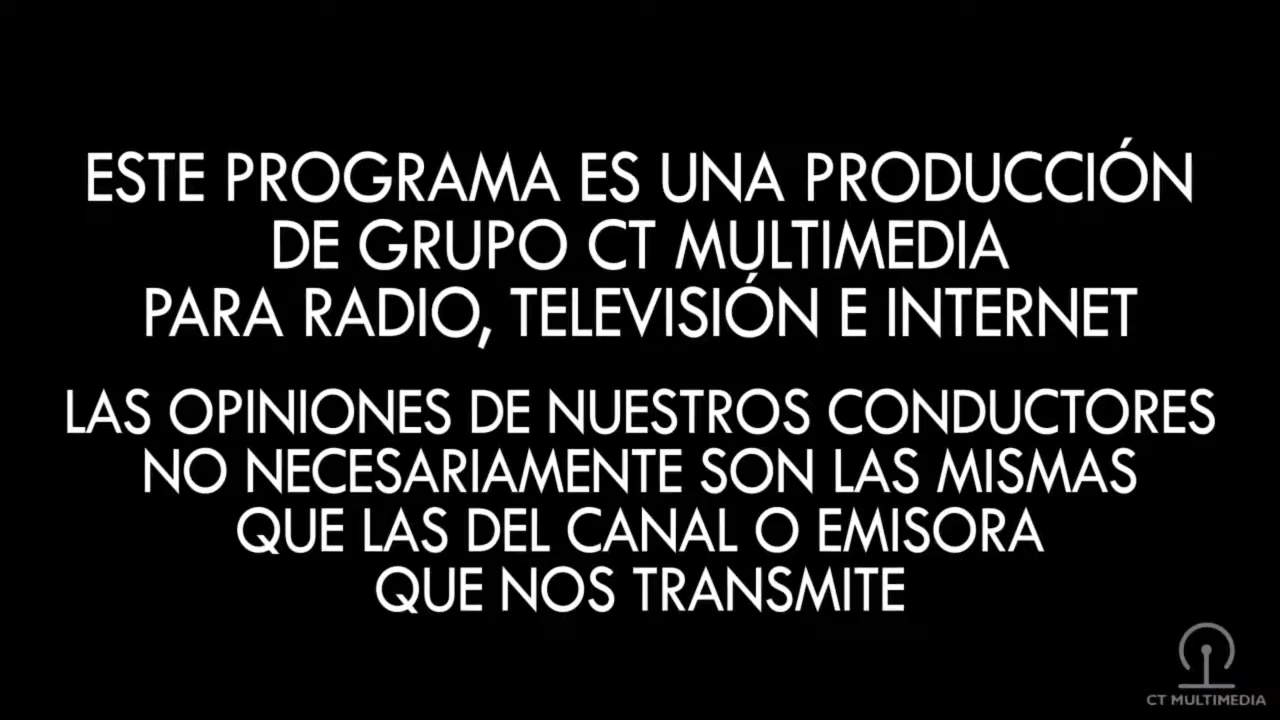 ESTE PROGRAMA ES UNA PRODUCCIÓN
DE GRUPO CT MULTIMEDIA
PARA RADIO, TELEVISIÓN E INTERNET
LAS OPINIONES DE NUESTROS CONDUCTORES
NO NECESARIAMENTE SON LAS MISMAS
QUE LAS DEL CANAL O EMISORA
QUE NOS TRANSMITE
CT MULTIMEDIA